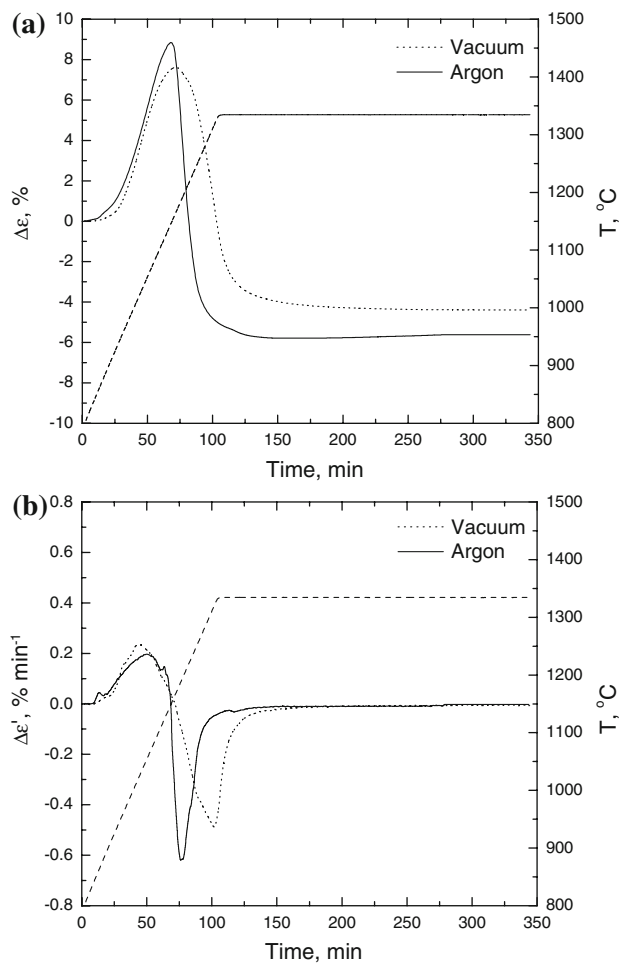 (a)
10
8
6
4
2
0
-2
-4
-6
-8
-10
Δε, %
Vacuum
Argon
1500
1400
1300
1200
1100
1000
900
800
T, °C
0 50 100 150 200 250 300 350
Time, min
(b)
0.8
0.6
0.4
0.2
0.0
-0.2
-0.4
-0.6
-0.8
Δε', % min⁻¹
Vacuum
Argon
1500
1400
1300
1200
1100
1000
900
800
T, °C
0 50 100 150 200 250 300 350
Time, min